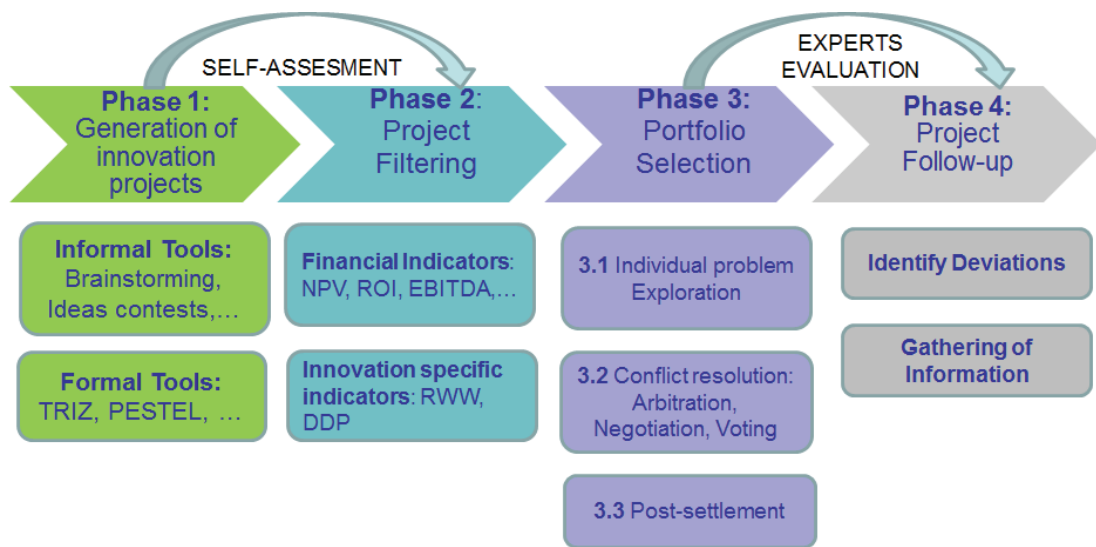 SELF-ASSESMENT
EXPERTS
EVALUATION
Phase 1:
Generation of
innovation
projects
Phase 2:
Project
Filtering
Phase 3:
Portfolio
Selection
Phase 4:
Project
Follow-up
Informal Tools:
Brainstorming,
Ideas contests,...
Formal Tools:
TRIZ, PESTEL, ...
Financial Indicators:
NPV, ROI, EBITDA,...
Innovation specific
indicators: RWW,
DDP
3.1 Individual problem
Exploration
3.2 Conflict resolution:
Arbitration,
Negotiation, Voting
3.3 Post-settlement
Identify Deviations
Gathering of
Information